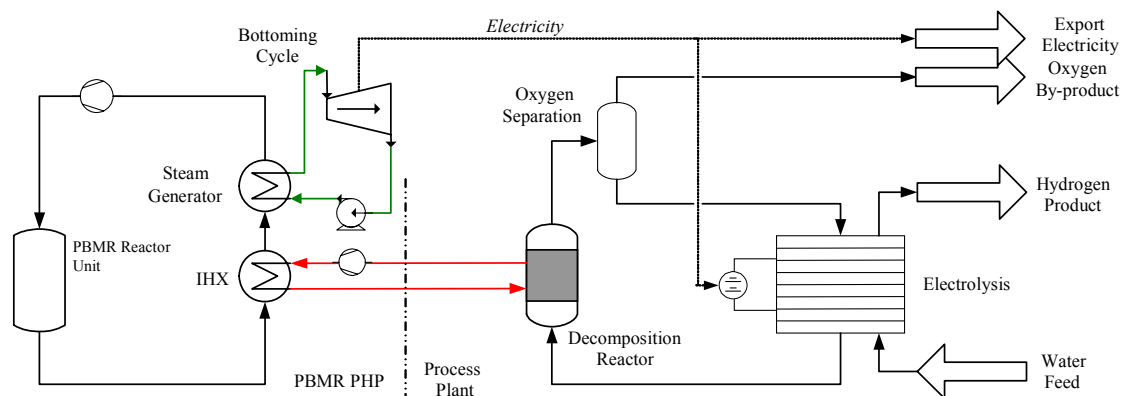 Electricity
Export
Electricity
Bottoming
Cycle
Oxygen
By-product
Oxygen
Separation
Steam
Generator
Hydrogen
Product
PBMR Reactor
Unit
IHX
Electrolysis
Decomposition
Reactor
PBMR PHP
Process
Plant
Water
Feed